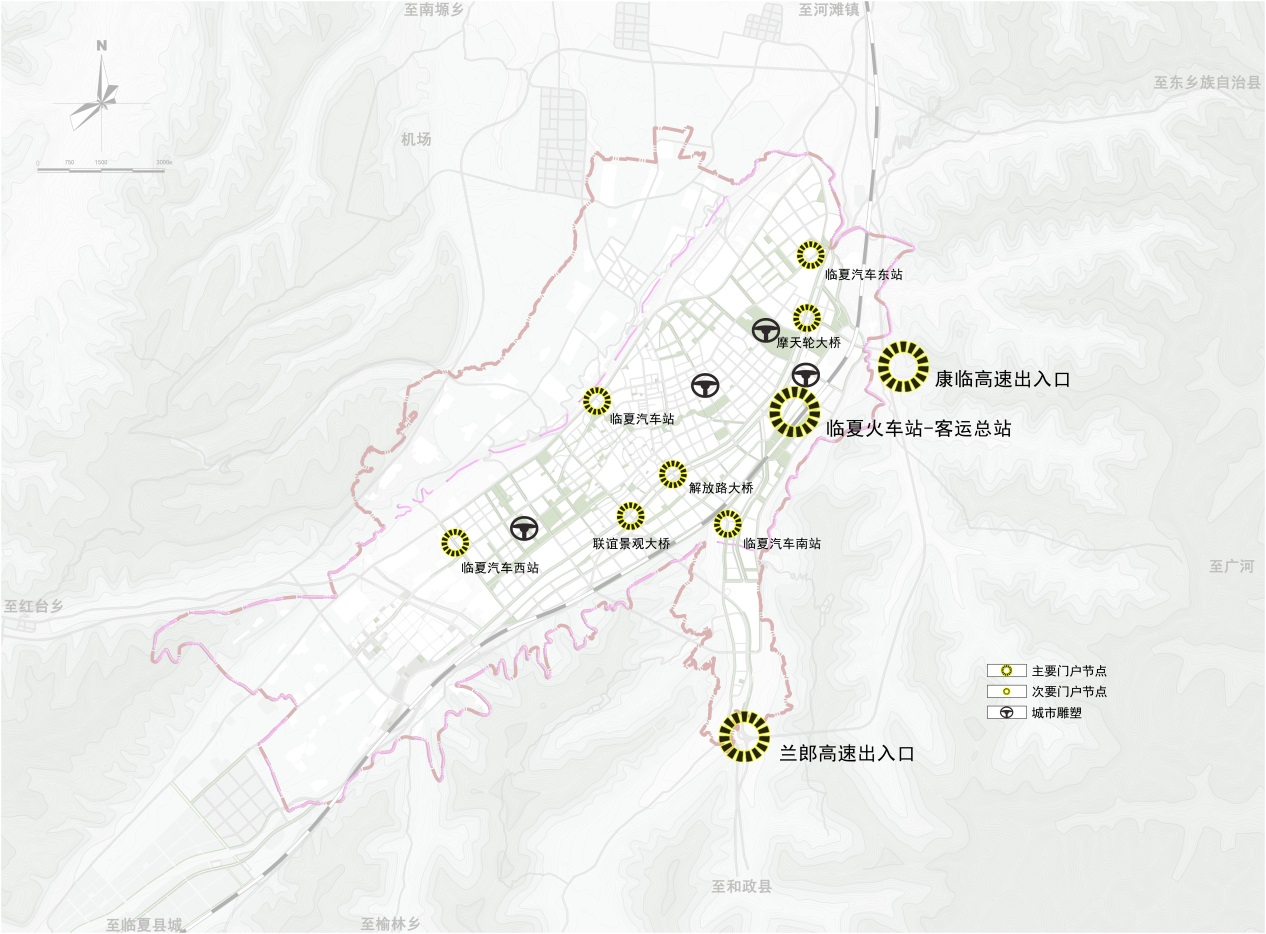 至南塬乡
至河滩镇
N
至东乡族自治县
机场
0 750 1500 3000m
临夏汽车东站
摩天轮大桥
康临高速出入口
临夏汽车站
临夏火车站-客运总站
解放路大桥
联谊景观大桥
临夏汽车南站
临夏汽车西站
至广河
至红台乡
主要门户节点
次要门户节点
城市雕塑
兰郎高速出入口
至和政县
至临夏县城
至榆林乡